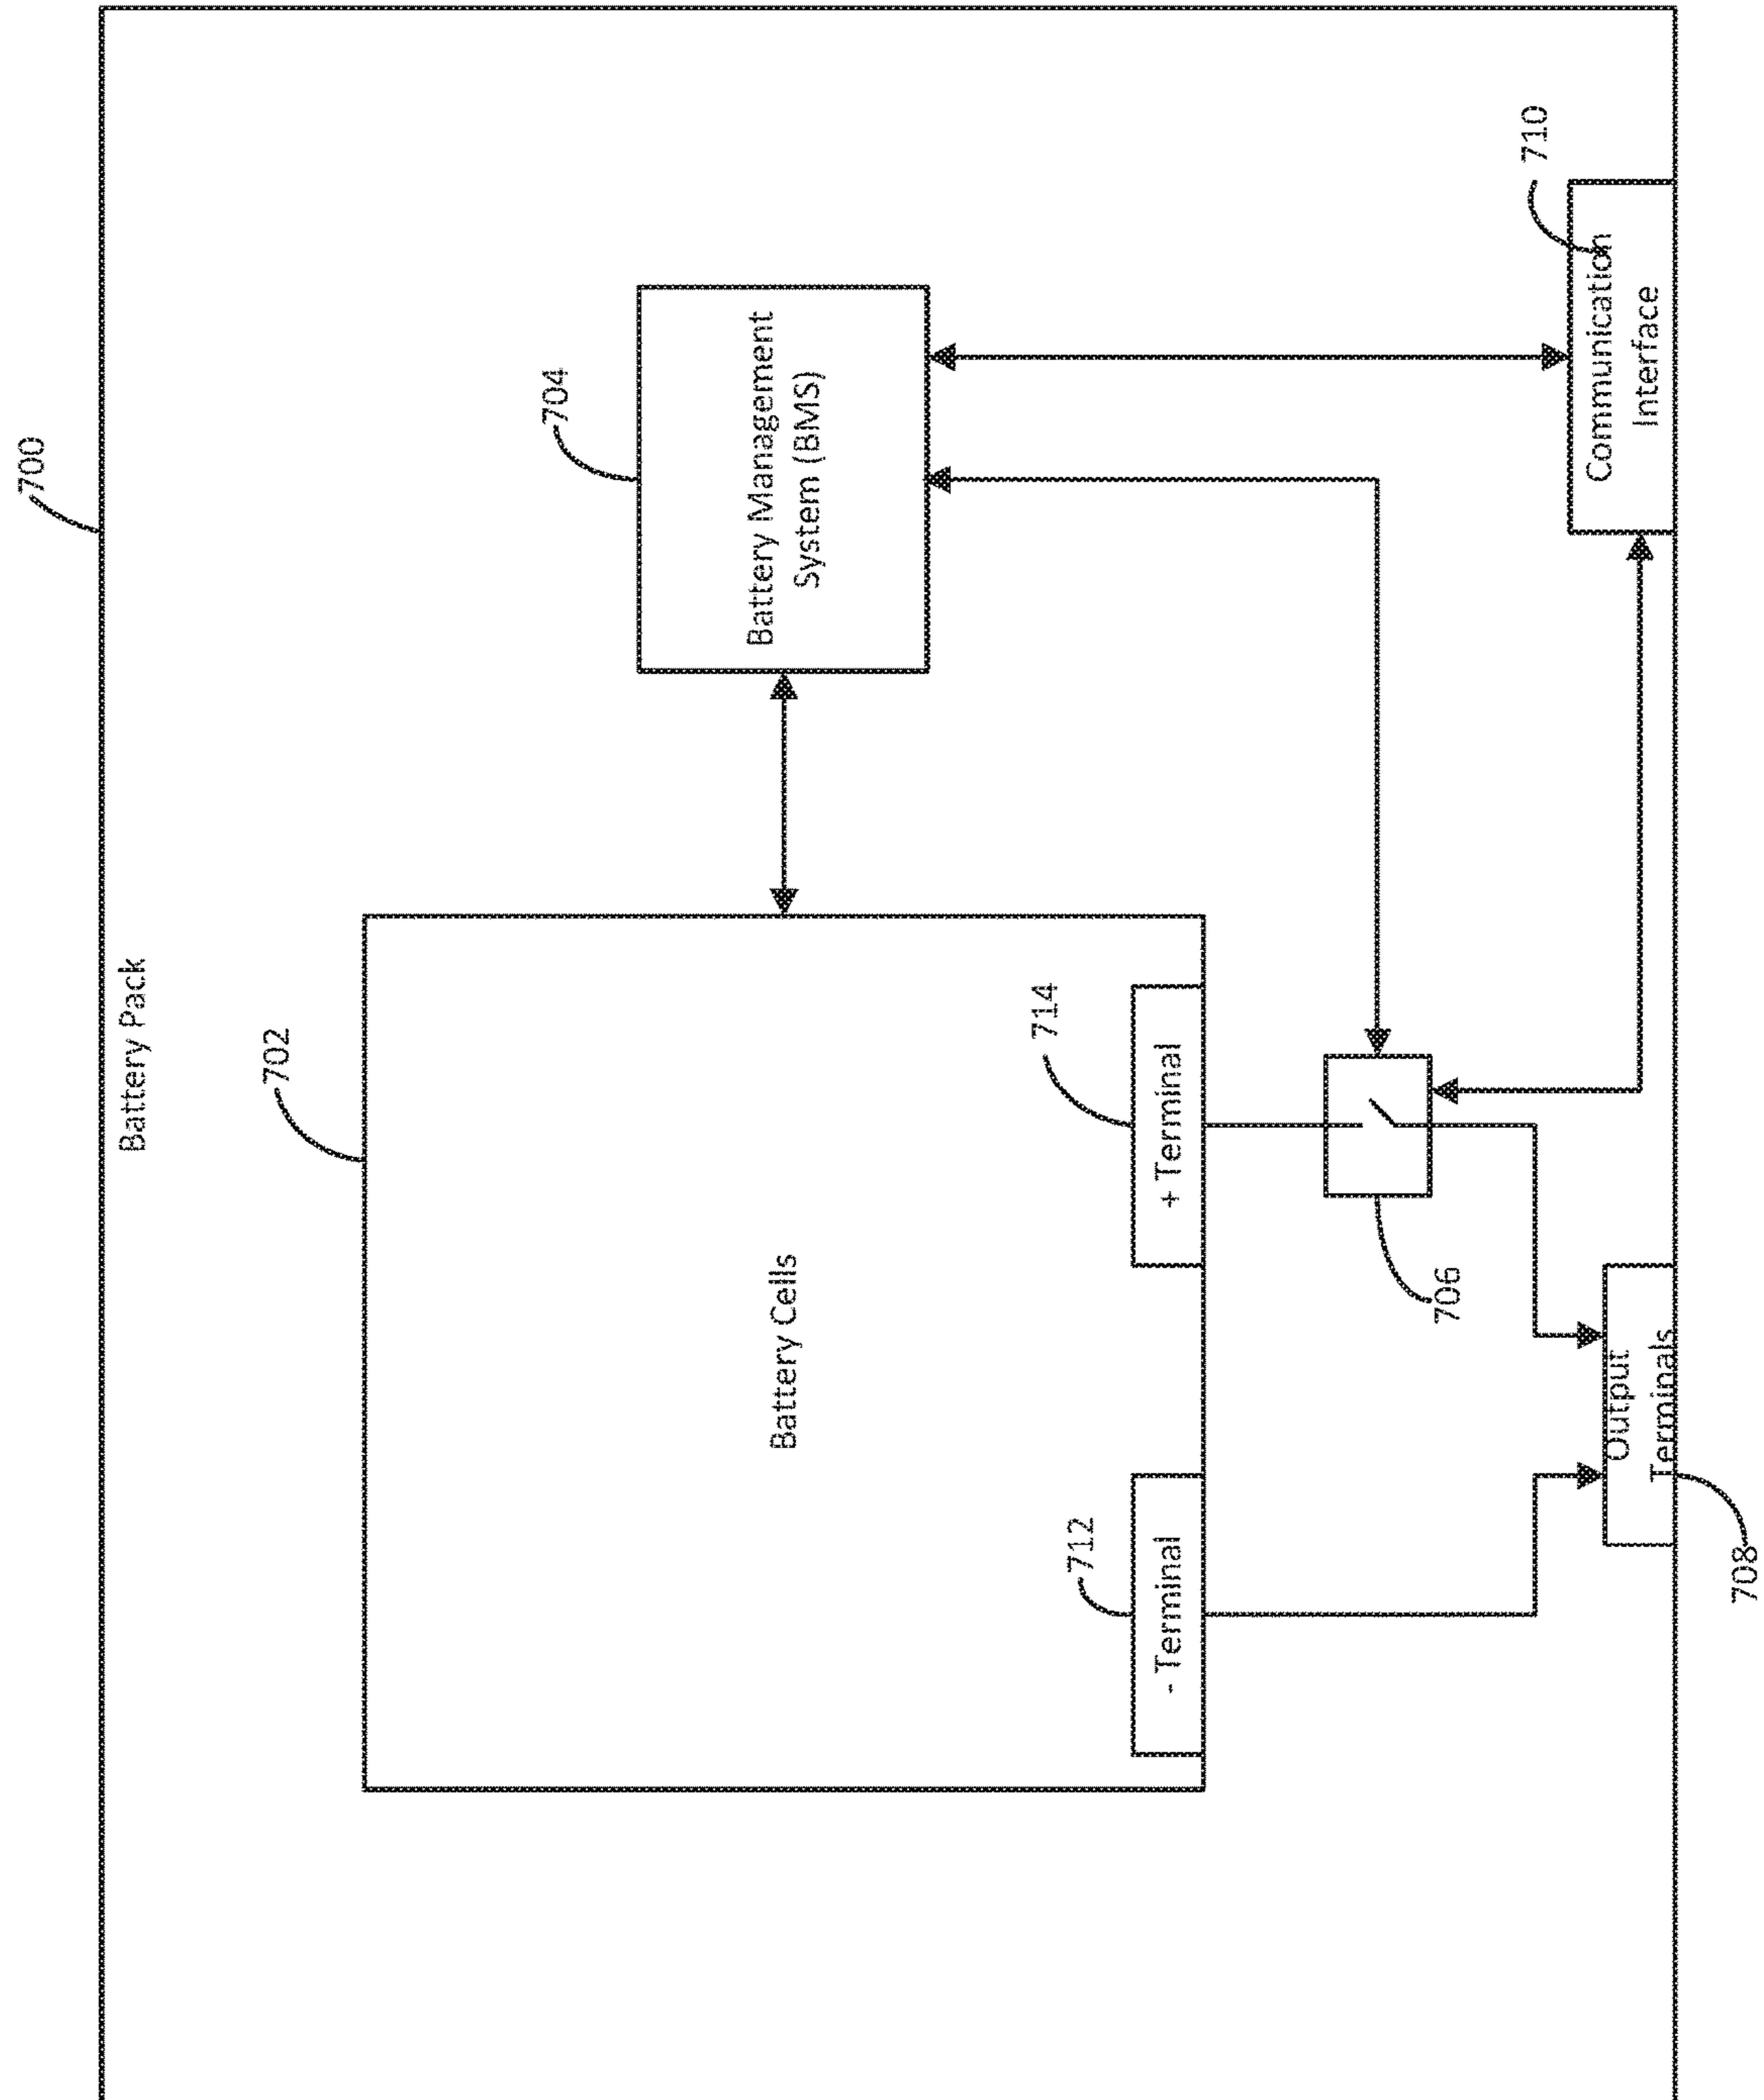 700
Battery Pack
702
Battery Cells
704
Battery Management
System (BMS)
712
- Terminal
714
+ Terminal
706
Output
Terminals
708
710
Communication
Interface